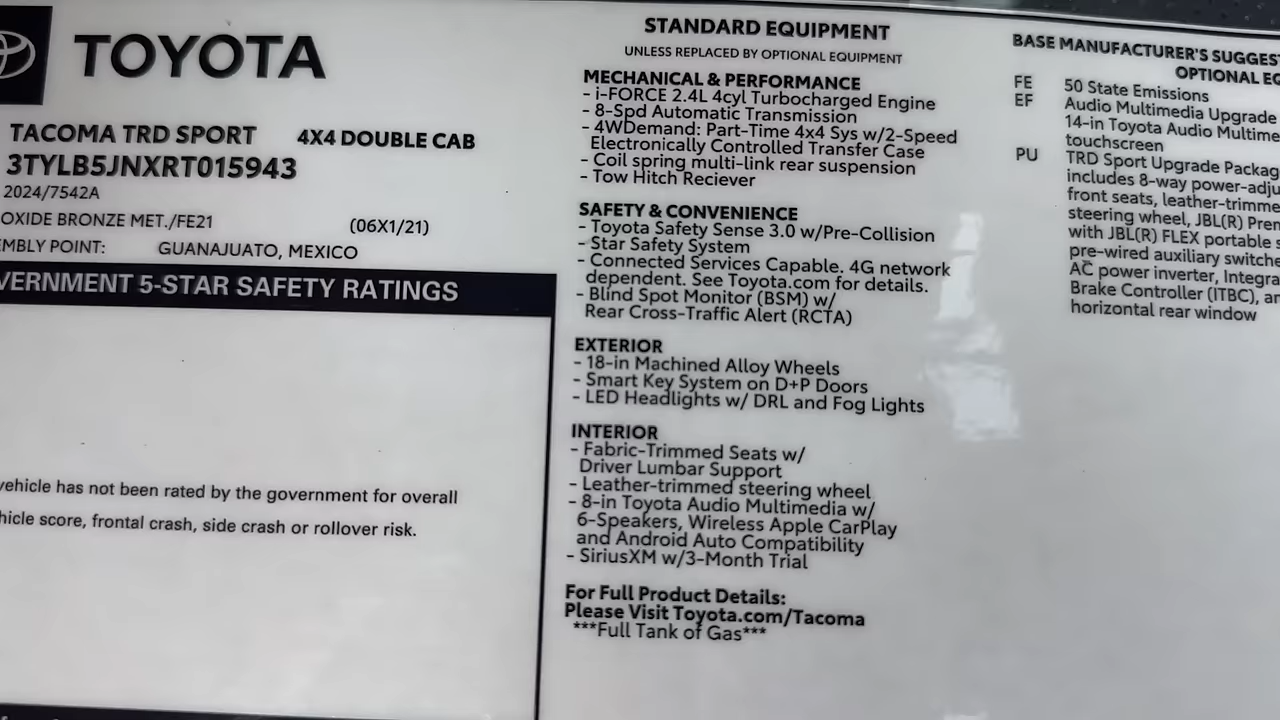 TOYOTA
TACOMA TRD SPORT 4X4 DOUBLE CAB
3TYLB5JNXRT015943
2024/7542A
OXIDE BRONZE MET./FE21 (06X1/21)
EMBLY POINT: GUANAJUATO, MEXICO
VERNMENT 5-STAR SAFETY RATINGS
vehicle has not been rated by the government for overall
hicle score, frontal crash, side crash or rollover risk.
STANDARD EQUIPMENT
UNLESS REPLACED BY OPTIONAL EQUIPMENT
MECHANICAL & PERFORMANCE
- i-FORCE 2.4L 4cyl Turbocharged Engine
- 8-Spd Automatic Transmission
- 4WDemand: Part-Time 4x4 Sys w/2-Speed
Electronically Controlled Transfer Case
- Coil spring multi-link rear suspension
- Tow Hitch Reciever
SAFETY & CONVENIENCE
- Toyota Safety Sense 3.0 w/Pre-Collision
- Star Safety System
- Connected Services Capable. 4G network
dependent. See Toyota.com for details.
- Blind Spot Monitor (BSM) w/
Rear Cross-Traffic Alert (RCTA)
EXTERIOR
- 18-in Machined Alloy Wheels
- Smart Key System on D+P Doors
- LED Headlights w/ DRL and Fog Lights
INTERIOR
- Fabric-Trimmed Seats w/
Driver Lumbar Support
- Leather-trimmed steering wheel
- 8-in Toyota Audio Multimedia w/
6-Speakers, Wireless Apple CarPlay
and Android Auto Compatibility
- SiriusXM w/3-Month Trial
For Full Product Details:
Please Visit Toyota.com/Tacoma
***Full Tank of Gas***
BASE MANUFACTURER'S SUGGEST
OPTIONAL EQ
FE 50 State Emissions
EF Audio Multimedia Upgrade
14-in Toyota Audio Multime
touchscreen
PU TRD Sport Upgrade Packag
includes 8-way power-adju
front seats, leather-trimme
steering wheel, JBL(R) Prem
with JBL(R) FLEX portable s
pre-wired auxiliary switche
AC power inverter, Integra
Brake Controller (ITBC), an
horizontal rear window